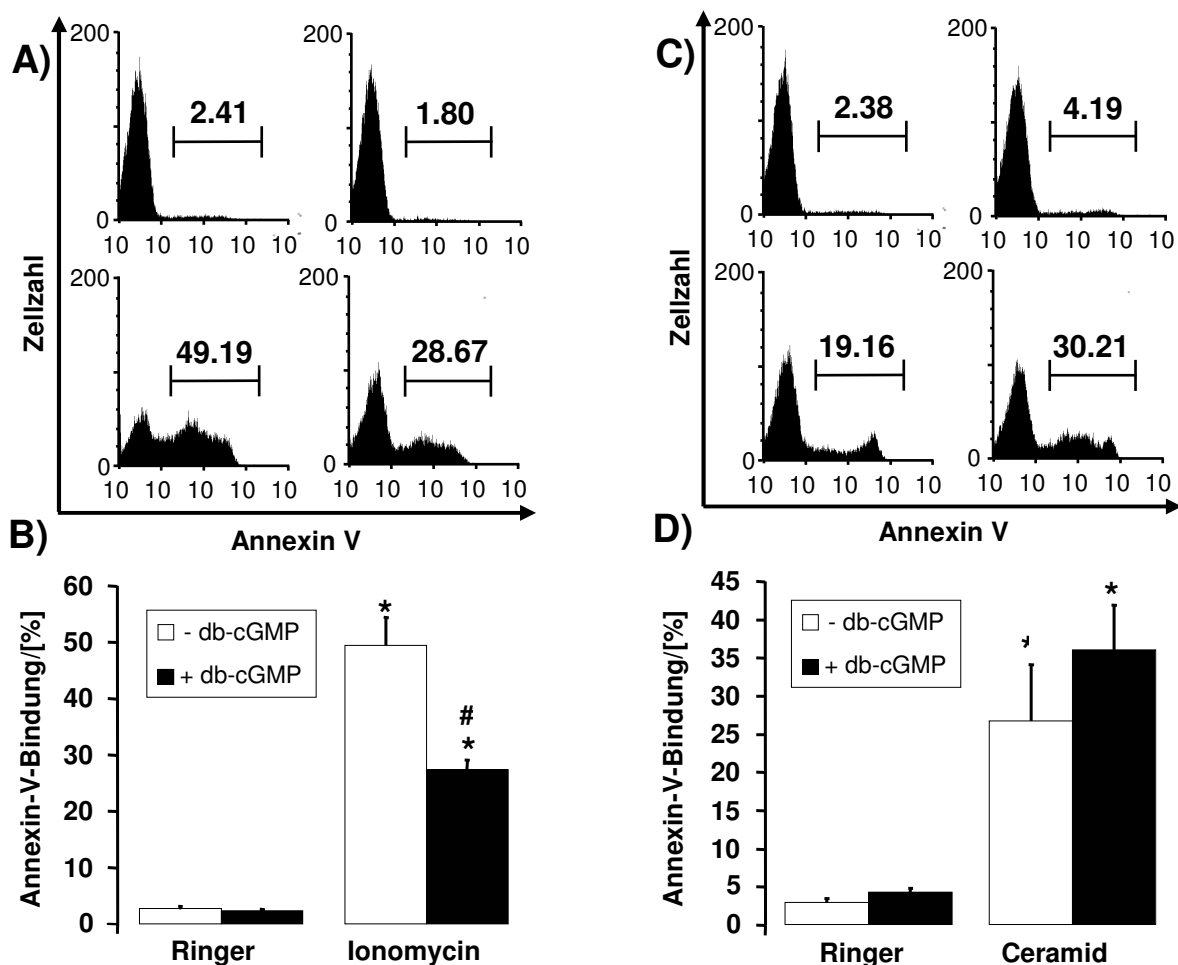 A)
Zellzahl
200
0
2.41
10 10 10 10 10
200
0
1.80
10 10 10 10 10
200
0
49.19
10 10 10 10 10
200
0
28.67
10 10 10 10 10
Annexin V
C)
Zellzahl
200
0
2.38
10 10 10 10 10
200
0
4.19
10 10 10 10 10
200
0
19.16
10 10 10 10 10
200
0
30.21
10 10 10 10 10
Annexin V
B)
Annexin-V-Bindung/[%]
60
50
40
30
20
10
0
- db-cGMP
+ db-cGMP
*
#
*
Ringer
Ionomycin
D)
Annexin-V-Bindung/[%]
45
40
35
30
25
20
15
10
5
0
- db-cGMP
+ db-cGMP
*
*
Ringer
Ceramid